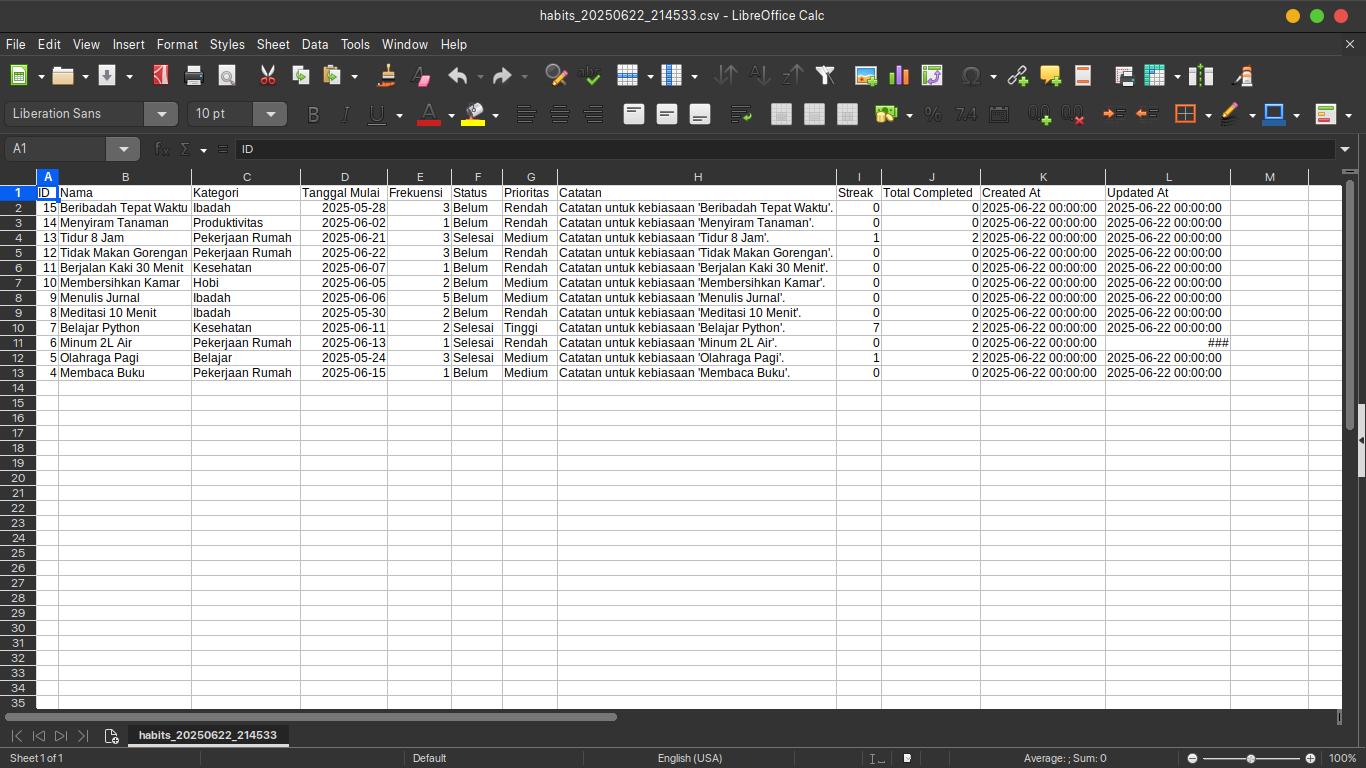 habits_20250622_214533.csv - LibreOffice Calc
File Edit View Insert Format Styles Sheet Data Tools Window Help
Liberation Sans 10 pt
A1 ID
A B C D E F G H I J K L M
1 ID Nama Kategori Tanggal Mulai Frekuensi Status Prioritas Catatan Streak Total Completed Created At Updated At
2 15 Beribadah Tepat Waktu Ibadah 2025-05-28 3 Belum Rendah Catatan untuk kebiasaan 'Beribadah Tepat Waktu'. 0 0 2025-06-22 00:00:00 2025-06-22 00:00:00
3 14 Menyiram Tanaman Produktivitas 2025-06-02 1 Belum Rendah Catatan untuk kebiasaan 'Menyiram Tanaman'. 0 0 2025-06-22 00:00:00 2025-06-22 00:00:00
4 13 Tidur 8 Jam Pekerjaan Rumah 2025-06-21 3 Selesai Medium Catatan untuk kebiasaan 'Tidur 8 Jam'. 1 2 2025-06-22 00:00:00 2025-06-22 00:00:00
5 12 Tidak Makan Gorengan Pekerjaan Rumah 2025-06-22 3 Belum Rendah Catatan untuk kebiasaan 'Tidak Makan Gorengan'. 0 0 2025-06-22 00:00:00 2025-06-22 00:00:00
6 11 Berjalan Kaki 30 Menit Kesehatan 2025-06-07 1 Belum Rendah Catatan untuk kebiasaan 'Berjalan Kaki 30 Menit'. 0 0 2025-06-22 00:00:00 2025-06-22 00:00:00
7 10 Membersihkan Kamar Hobi 2025-06-05 2 Belum Medium Catatan untuk kebiasaan 'Membersihkan Kamar'. 0 0 2025-06-22 00:00:00 2025-06-22 00:00:00
8 9 Menulis Jurnal Ibadah 2025-06-06 5 Belum Medium Catatan untuk kebiasaan 'Menulis Jurnal'. 0 0 2025-06-22 00:00:00 2025-06-22 00:00:00
9 8 Meditasi 10 Menit Ibadah 2025-05-30 2 Belum Rendah Catatan untuk kebiasaan 'Meditasi 10 Menit'. 0 0 2025-06-22 00:00:00 2025-06-22 00:00:00
10 7 Belajar Python Kesehatan 2025-06-11 2 Selesai Tinggi Catatan untuk kebiasaan 'Belajar Python'. 7 2 2025-06-22 00:00:00 2025-06-22 00:00:00
11 6 Minum 2L Air Pekerjaan Rumah 2025-06-13 1 Selesai Rendah Catatan untuk kebiasaan 'Minum 2L Air'. 0 0 2025-06-22 00:00:00 ###
12 5 Olahraga Pagi Belajar 2025-05-24 3 Selesai Medium Catatan untuk kebiasaan 'Olahraga Pagi'. 1 2 2025-06-22 00:00:00 2025-06-22 00:00:00
13 4 Membaca Buku Pekerjaan Rumah 2025-06-15 1 Belum Medium Catatan untuk kebiasaan 'Membaca Buku'. 0 0 2025-06-22 00:00:00 2025-06-22 00:00:00
14
15
16
17
18
19
20
21
22
23
24
25
26
27
28
29
30
31
32
33
34
35
habits_20250622_214533
Sheet 1 of 1 Default English (USA) Average: ; Sum: 0 100%